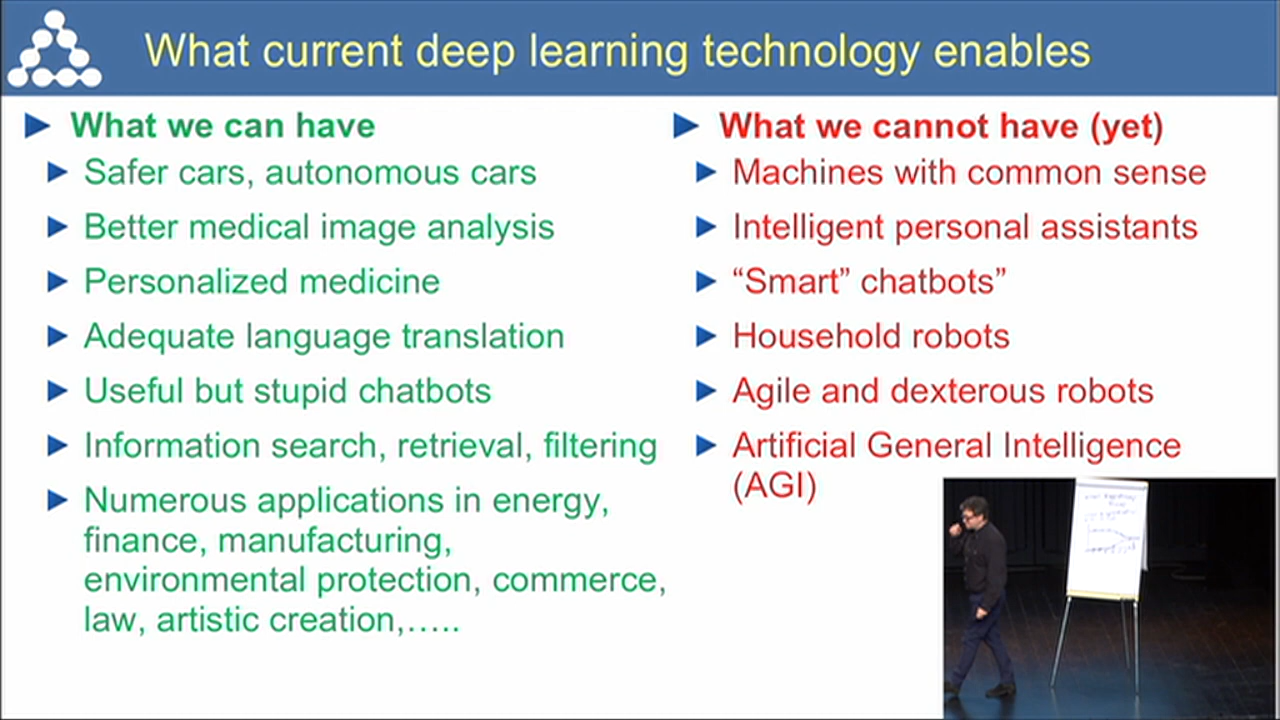 What current deep learning technology enables
What we can have
Safer cars, autonomous cars
Better medical image analysis
Personalized medicine
Adequate language translation
Useful but stupid chatbots
Information search, retrieval, filtering
Numerous applications in energy,
finance, manufacturing,
environmental protection, commerce,
law, artistic creation,…..
What we cannot have (yet)
Machines with common sense
Intelligent personal assistants
“Smart” chatbots”
Household robots
Agile and dexterous robots
Artificial General Intelligence
(AGI)